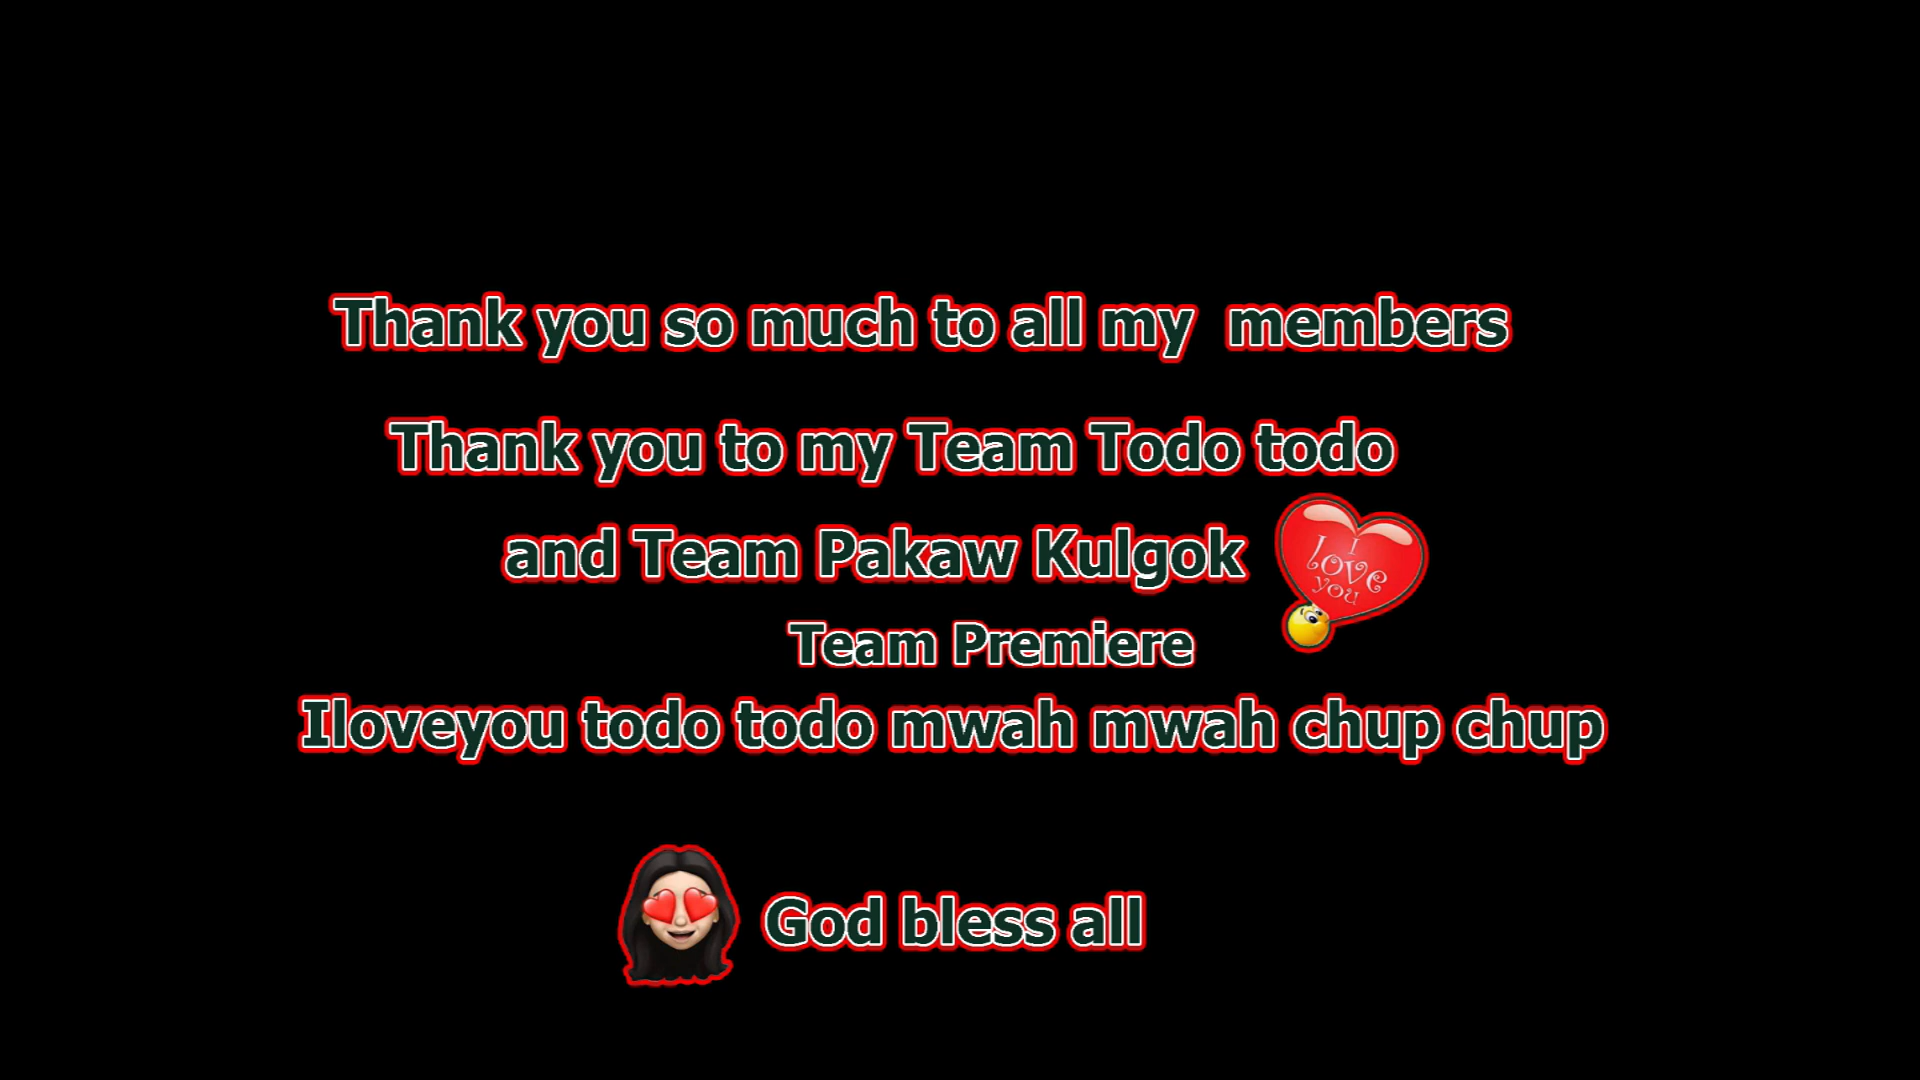 Thank you so much to all my  members
Thank you to my Team Todo todo
and Team Pakaw Kulgok
I
love
you
Team Premiere
Iloveyou todo todo mwah mwah chup chup
God bless all